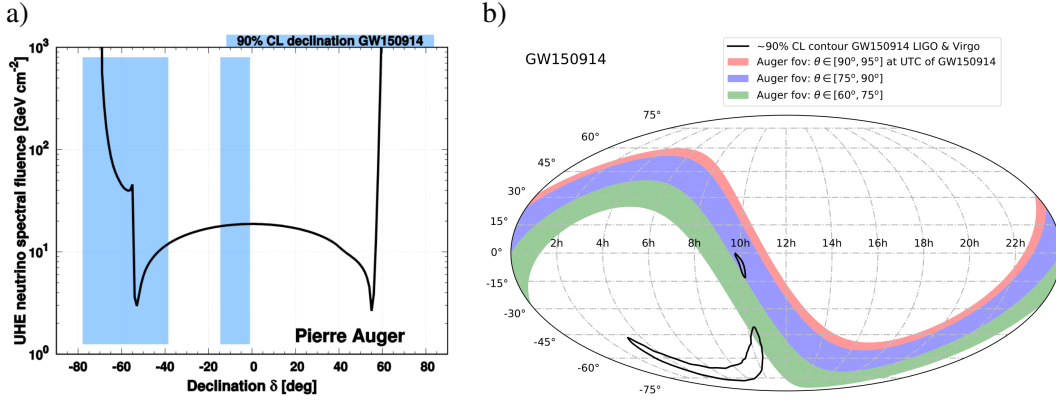 a)
90% CL declination GW150914
UHE neutrino spectral fluence [GeV cm⁻²]
10³
10²
10¹
10⁰
-80 -60 -40 -20 0 20 40 60 80
Declination δ [deg]
Pierre Auger
b)
GW150914
~90% CL contour GW150914 LIGO & Virgo
Auger fov: θ ∈ [90°, 95°] at UTC of GW150914
Auger fov: θ ∈ [75°, 90°]
Auger fov: θ ∈ [60°, 75°]
75°
60°
45°
30°
15°
0°
-15°
-30°
-45°
-60°
-75°
2h 4h 6h 8h 10h 12h 14h 16h 18h 20h 22h